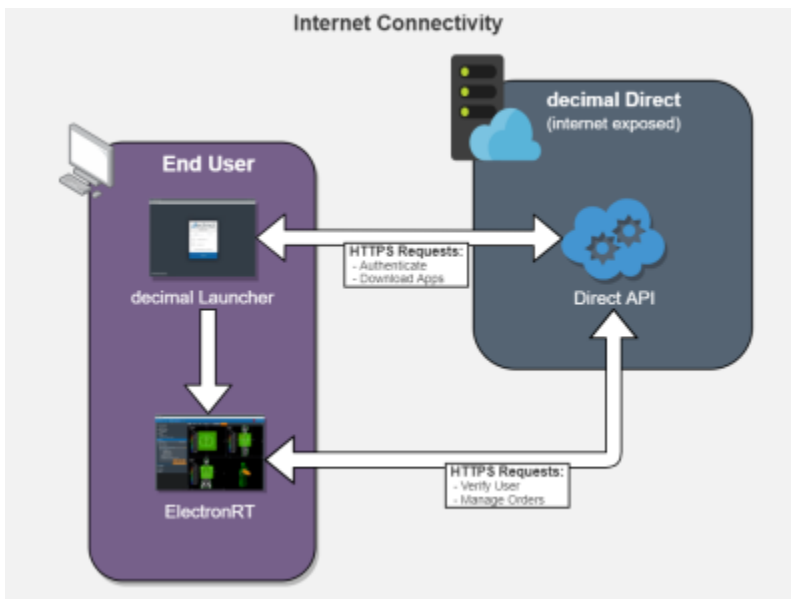 Internet Connectivity
decimal Direct
(internet exposed)
End User
HTTPS Requests:
- Authenticate
- Download Apps
decimal Launcher
Direct API
HTTPS Requests:
- Verify User
- Manage Orders
ElectronRT